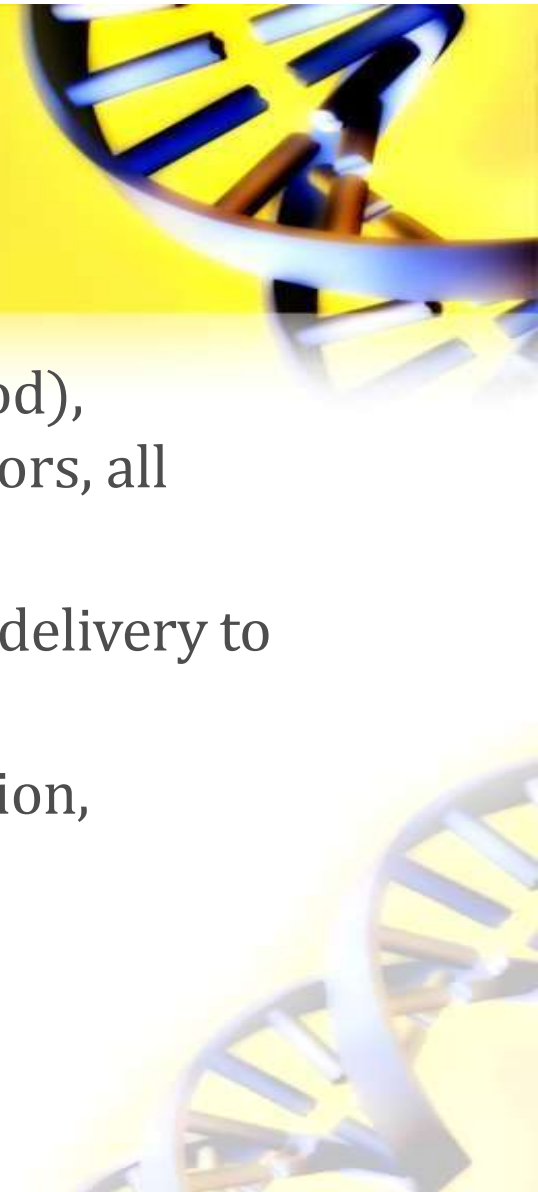 od),
ors, all
delivery to
ion,